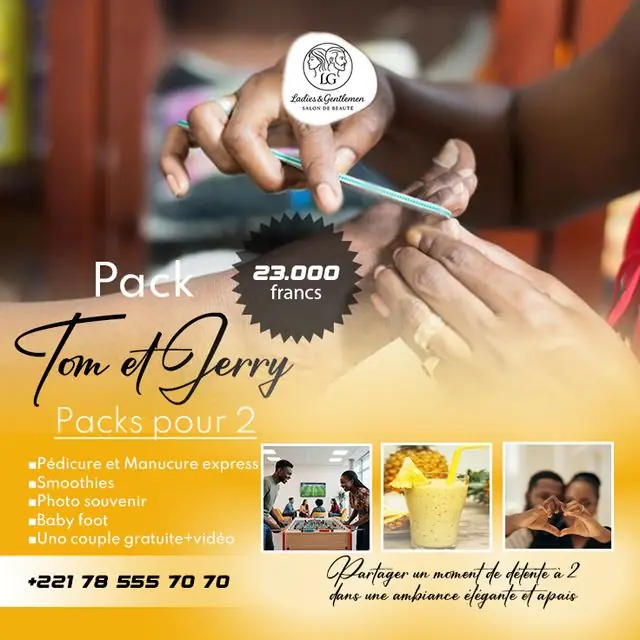 LG
Ladies & Gentlemen
SALON DE BEAUTÉ
23.000
francs
Pack
Tom et Jerry
Packs pour 2
▪Pédicure et Manucure express
▪Smoothies
▪Photo souvenir
▪Baby foot
▪Uno couple gratuite+vidéo
+221 78 555 70 70
Partager un moment de détente à 2
dans une ambiance élégante et apais